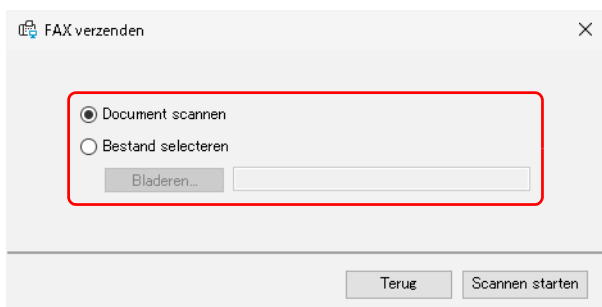 FAX verzenden
Document scannen
Bestand selecteren
Bladeren...
Terug Scannen starten